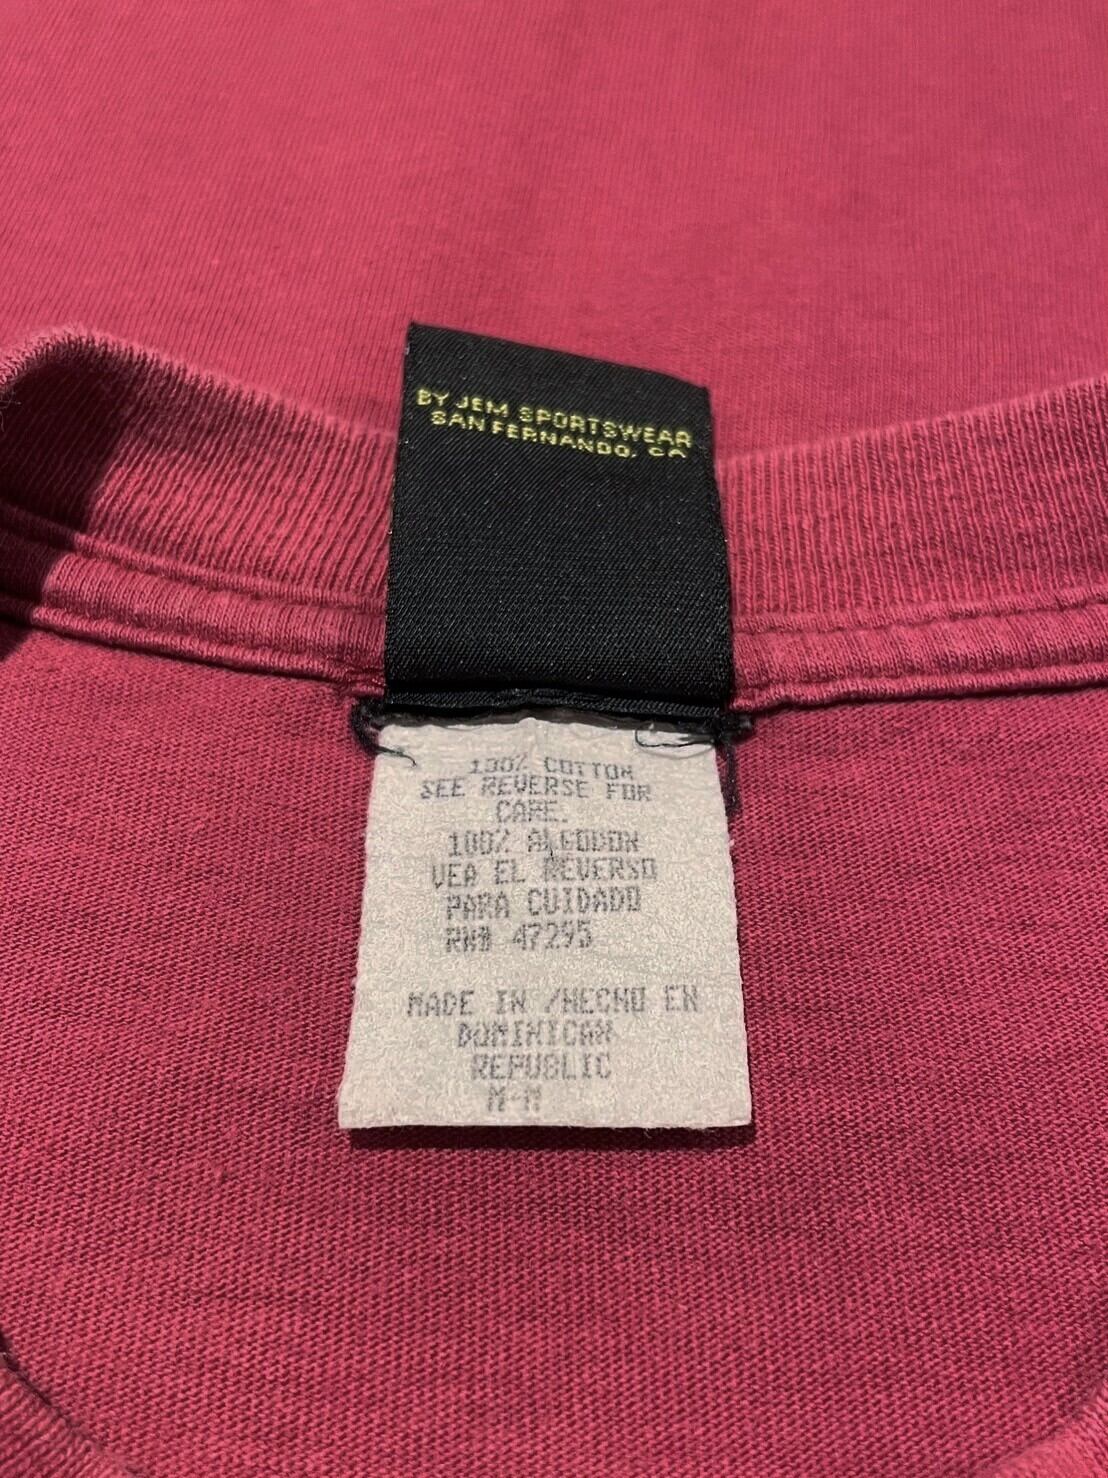 BY JEM SPORTSWEAR
SAN FERNANDO, CA
100% COTTON
SEE REVERSE FOR
CARE.
100% ALGODON
VEA EL REVERSO
PARA CUIDADO
RN# 47295
MADE IN /HECHO EN
DOMINICAN
REPUBLIC
M-M